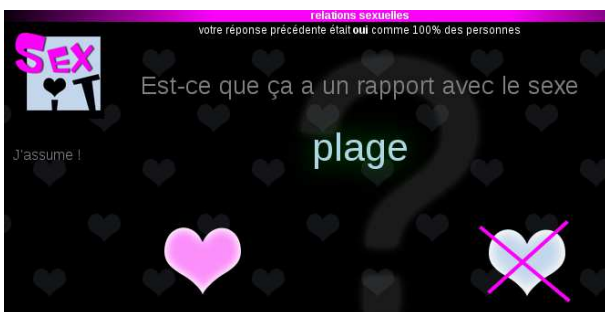 relations sexuelles
votre réponse précédente était oui comme 100% des personnes
SEX
iT
Est-ce que ça a un rapport avec le sexe
?
plage
J'assume !